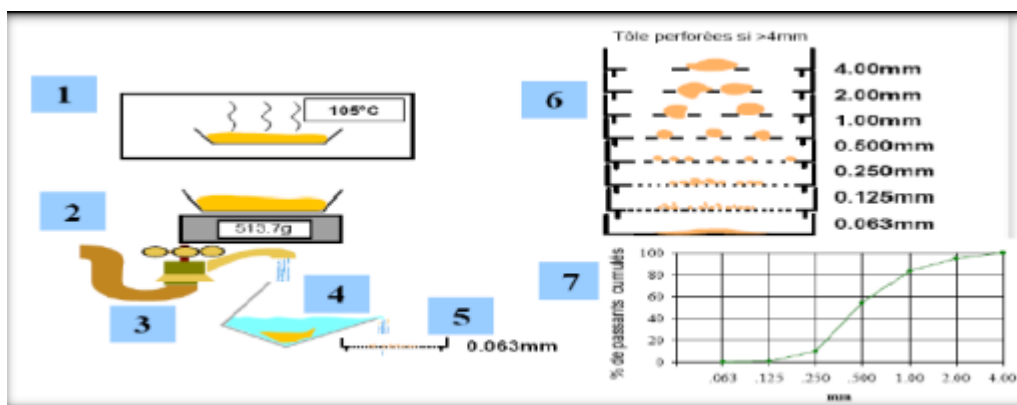 1
105°C
2
513.7g
3
4
5
0.063mm
Tôle perforées si >4mm
6
4.00mm
2.00mm
1.00mm
0.500mm
0.250mm
0.125mm
0.063mm
7
% de passants cumulés
100
80
60
40
20
0
.063 .125 .250 .500 1.00 2.00 4.00
mm